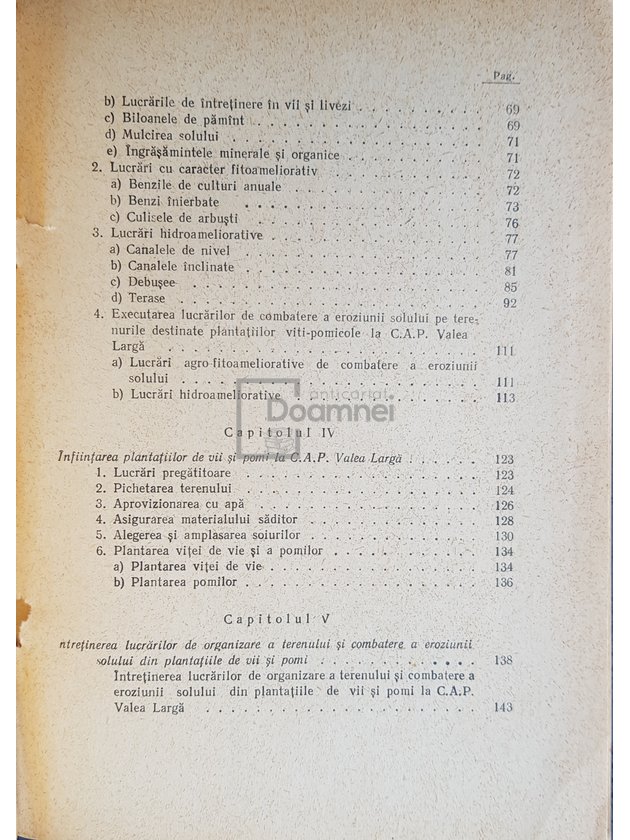 Pag.
b) Lucrările de întreținere în vii și livezi . . . . . . . . 69
c) Biloanele de pămînt . . . . . . . . . . . . 69
d) Mulcirea solului . . . . . . . . . . . . . 71
e) Îngrășămintele minerale și organice . . . . . . . . 71
2. Lucrări cu caracter fitoameliorativ . . . . . . . . . 72
a) Benzile de culturi anuale . . . . . . . . . . 72
b) Benzi înierbate . . . . . . . . . . . . . 73
c) Culisele de arbuști . . . . . . . . . . . . 76
3. Lucrări hidroameliorative . . . . . . . . . . . 77
a) Canalele de nivel . . . . . . . . . . . . 77
b) Canalele înclinate . . . . . . . . . . . . 81
c) Debușee . . . . . . . . . . . . . . . 85
d) Terase . . . . . . . . . . . . . . . 92
4. Executarea lucrărilor de combatere a eroziunii solului pe tere-
nurile destinate plantațiilor viti-pomicole la C.A.P. Valea
Largă . . . . . . . . . . . . . . . . 111
a) Lucrări agro-fitoameliorative de combatere a eroziunii
solului . . . . . . . . . . . . . . . 111
b) Lucrări hidroameliorative . . . . . . . . . . 113
anticariat
Doamnei
Capitolul IV
Înființarea plantațiilor de vii și pomi la C.A.P. Valea Largă . . . . . . 123
1. Lucrări pregătitoare . . . . . . . . . . . . 123
2. Pichetarea terenului . . . . . . . . . . . . 124
3. Aprovizionarea cu apă . . . . . . . . . . . 126
4. Asigurarea materialului săditor . . . . . . . . . 128
5. Alegerea și amplasarea soiurilor . . . . . . . . . 130
6. Plantarea viței de vie și a pomilor . . . . . . . . 134
a) Plantarea viței de vie . . . . . . . . . . . 134
b) Plantarea pomilor . . . . . . . . . . . . 136
Capitolul V
ntreținerea lucrărilor de organizare a terenului și combatere a eroziunii
solului din plantațiile de vii și pomi . . . . . . . . . 138
Întreținerea lucrărilor de organizare a terenului și combatere a
eroziunii solului din plantațiile de vii și pomi la C.A.P.
Valea Largă . . . . . . . . . . . . . . 143